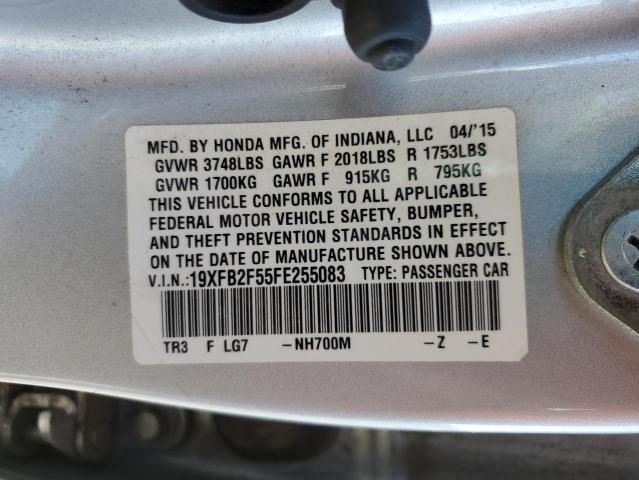 MFD. BY HONDA MFG. OF INDIANA, LLC 04/'15
GVWR 3748LBS GAWR F 2018LBS R 1753LBS
GVWR 1700KG GAWR F 915KG R 795KG
THIS VEHICLE CONFORMS TO ALL APPLICABLE
FEDERAL MOTOR VEHICLE SAFETY, BUMPER,
AND THEFT PREVENTION STANDARDS IN EFFECT
ON THE DATE OF MANUFACTURE SHOWN ABOVE.
V.I.N.:19XFB2F55FE255083 TYPE: PASSENGER CAR
TR3 F LG7 -NH700M -Z -E